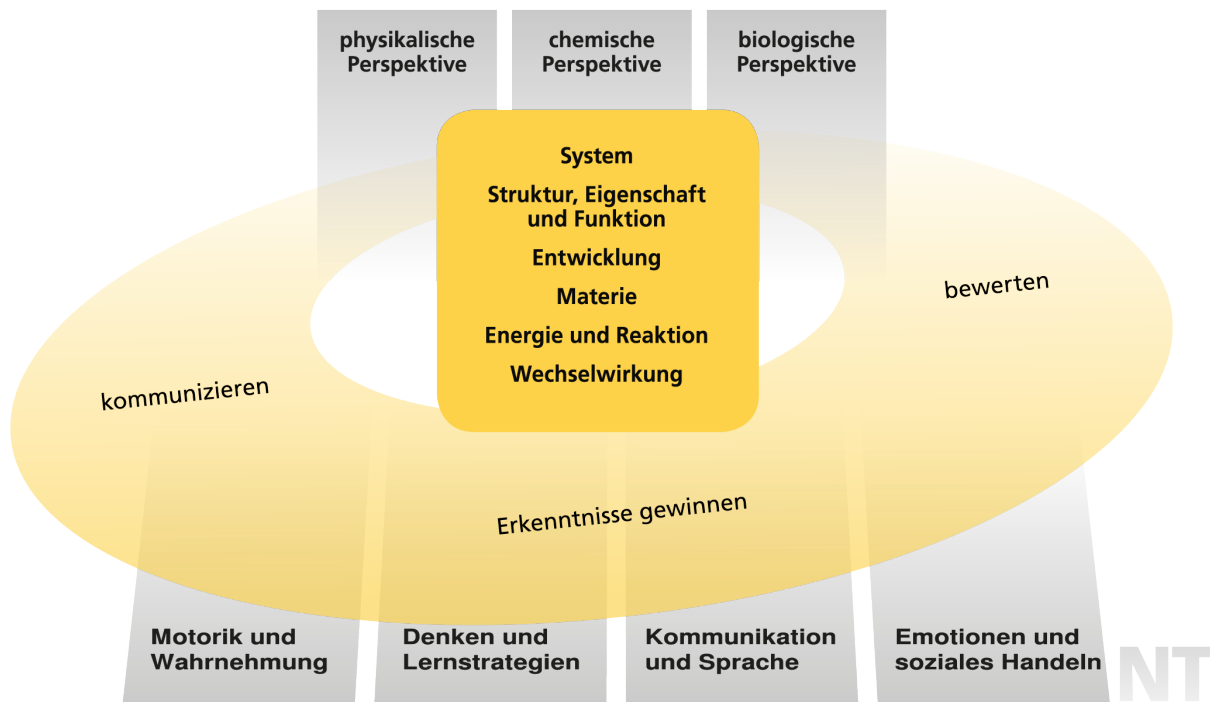 physikalische
Perspektive
chemische
Perspektive
biologische
Perspektive
System
Struktur, Eigenschaft
und Funktion
Entwicklung
Materie
Energie und Reaktion
Wechselwirkung
bewerten
kommunizieren
Erkenntnisse gewinnen
Motorik und
Wahrnehmung
Denken und
Lernstrategien
Kommunikation
und Sprache
Emotionen und
soziales Handeln
NT